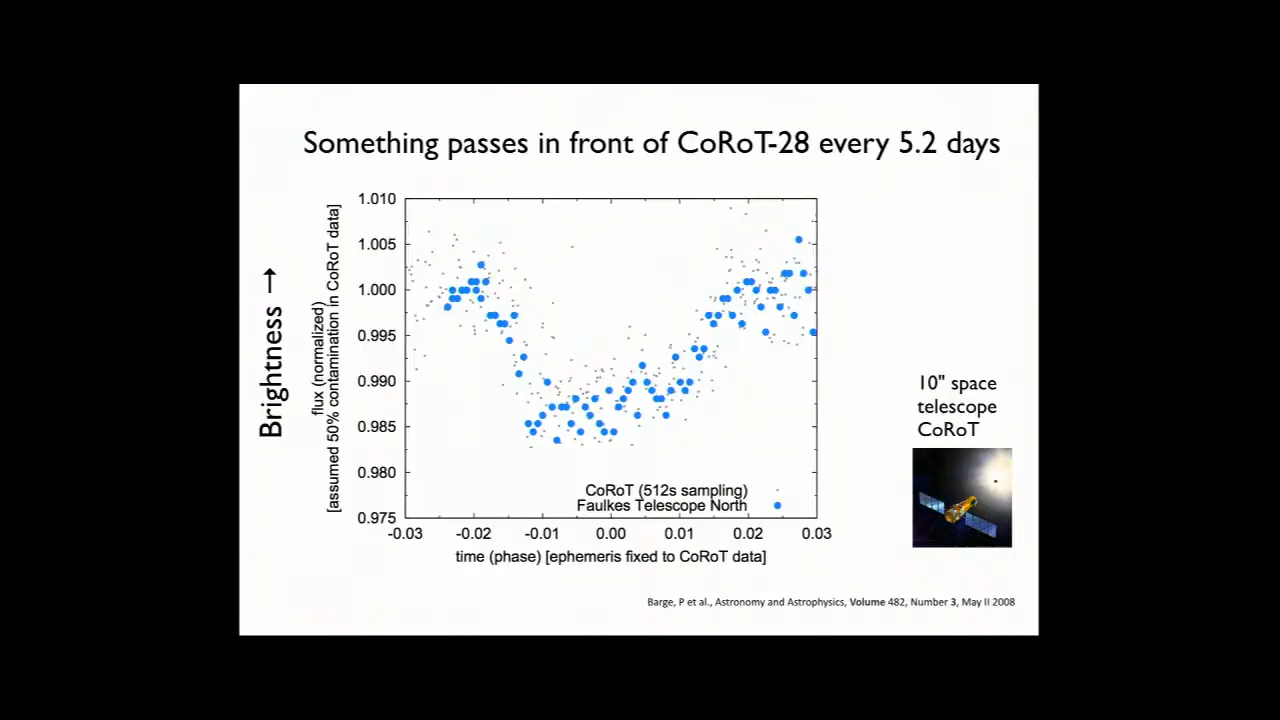 Something passes in front of CoRoT-28 every 5.2 days
Brightness →
flux (normalized)
[assumed 50% contamination in CoRoT data]
1.010
1.005
1.000
0.995
0.990
0.985
0.980
0.975
-0.03
-0.02
-0.01
0.00
0.01
0.02
0.03
CoRoT (512s sampling)
Faulkes Telescope North
time (phase) [ephemeris fixed to CoRoT data]
10" space
telescope
CoRoT
Barge, P et al., Astronomy and Astrophysics, Volume 482, Number 3, May II 2008